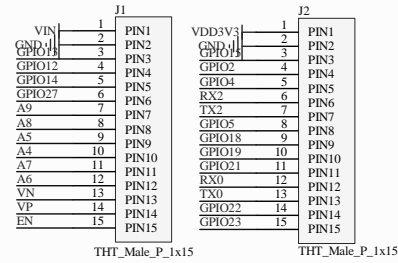 J1
VIN 1 PIN1
GND 2 PIN2
GPIO13 3 PIN3
GPIO12 4 PIN4
GPIO14 5 PIN5
GPIO27 6 PIN6
A9 7 PIN7
A8 8 PIN8
A5 9 PIN9
A4 10 PIN10
A7 11 PIN11
A6 12 PIN12
VN 13 PIN13
VP 14 PIN14
EN 15 PIN15
THT_Male_P_1x15
J2
VDD3V3 1 PIN1
GND 2 PIN2
GPIO15 3 PIN3
GPIO2 4 PIN4
GPIO4 5 PIN5
RX2 6 PIN6
TX2 7 PIN7
GPIO5 8 PIN8
GPIO18 9 PIN9
GPIO19 10 PIN10
GPIO21 11 PIN11
RX0 12 PIN12
TX0 13 PIN13
GPIO22 14 PIN14
GPIO23 15 PIN15
THT_Male_P_1x15